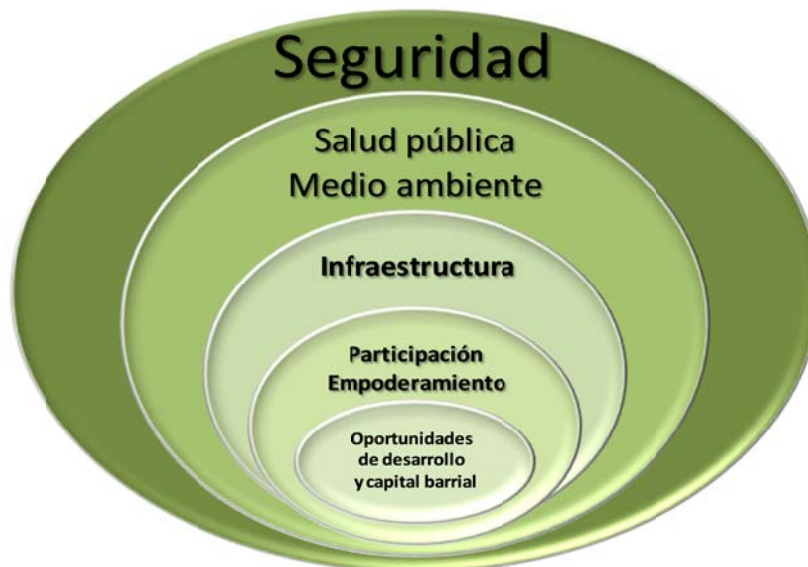 Seguridad
Salud pública
Medio ambiente
Infraestructura
Participación
Empoderamiento
Oportunidades
de desarrollo
y capital barrial